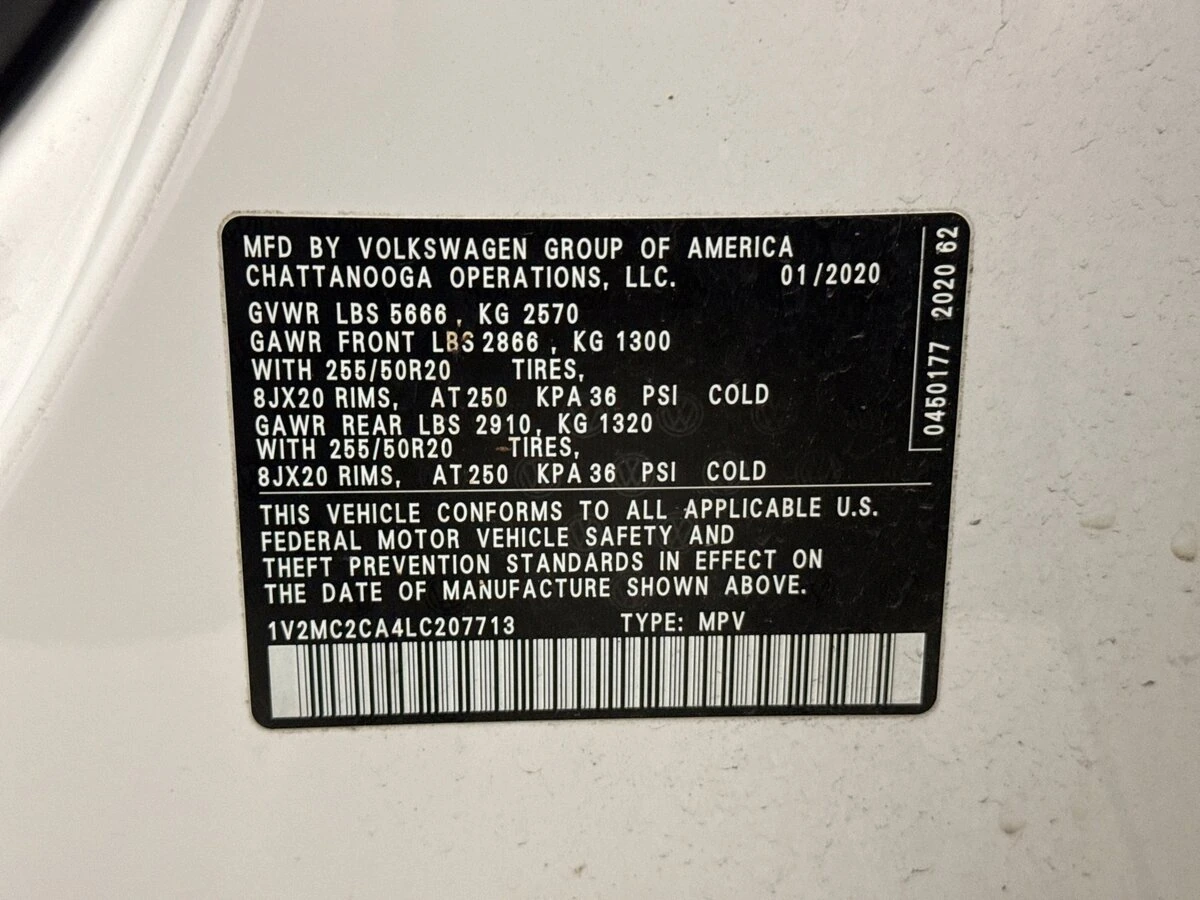 MFD BY VOLKSWAGEN GROUP OF AMERICA
CHATTANOOGA OPERATIONS, LLC. 01/2020
GVWR LBS 5666 , KG 2570
GAWR FRONT LBS 2866 , KG 1300
WITH 255/50R20 TIRES,
8JX20 RIMS, AT 250 KPA 36 PSI COLD
GAWR REAR LBS 2910, KG 1320
WITH 255/50R20 TIRES,
8JX20 RIMS, AT 250 KPA 36 PSI COLD
THIS VEHICLE CONFORMS TO ALL APPLICABLE U.S.
FEDERAL MOTOR VEHICLE SAFETY AND
THEFT PREVENTION STANDARDS IN EFFECT ON
THE DATE OF MANUFACTURE SHOWN ABOVE.
1V2MC2CA4LC207713 TYPE: MPV
0450177 2020 62